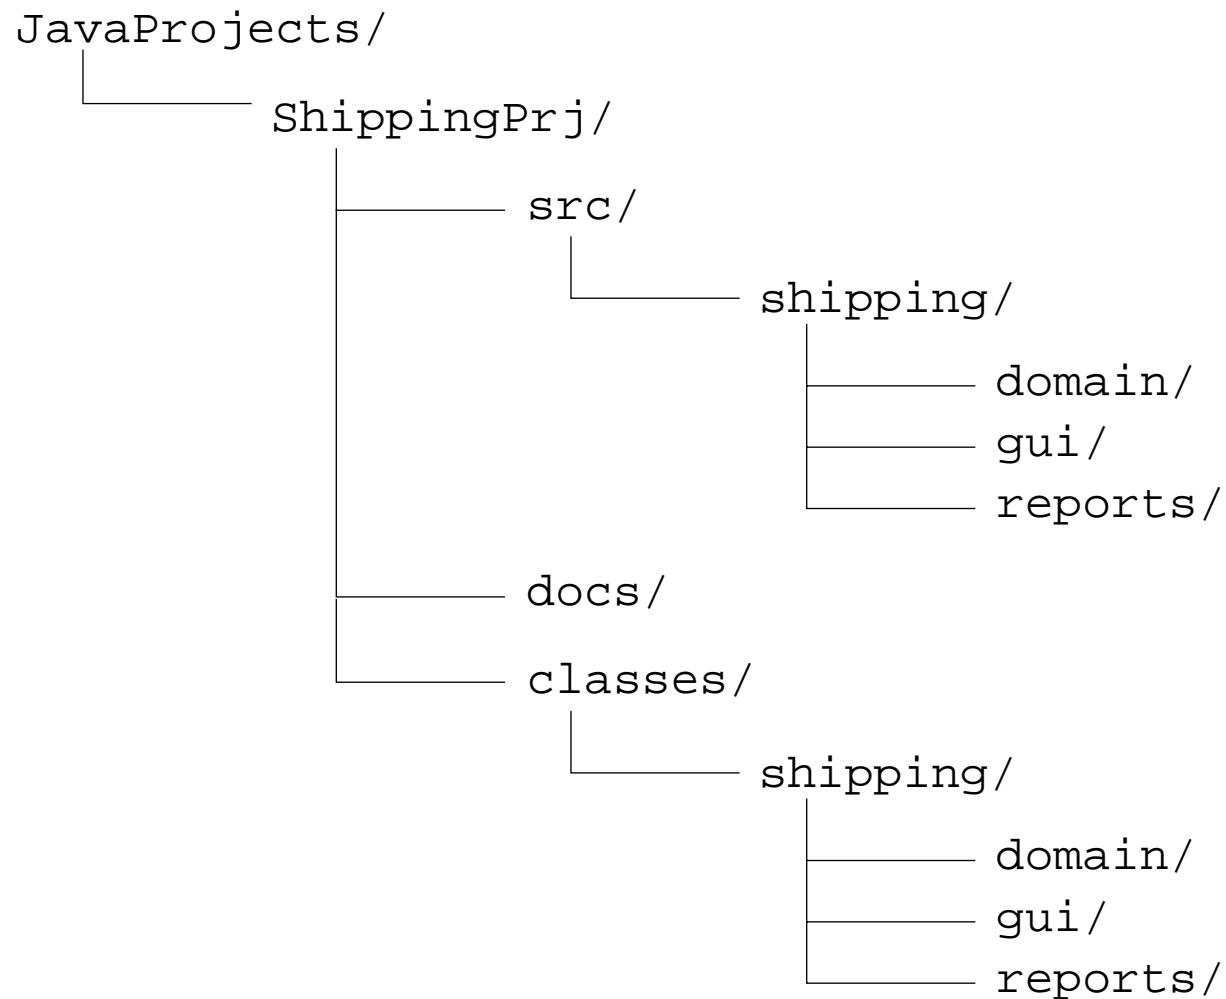 JavaProjects/
ShippingPrj/
src/
shipping/
domain/
gui/
reports/
docs/
classes/
shipping/
domain/
gui/
reports/